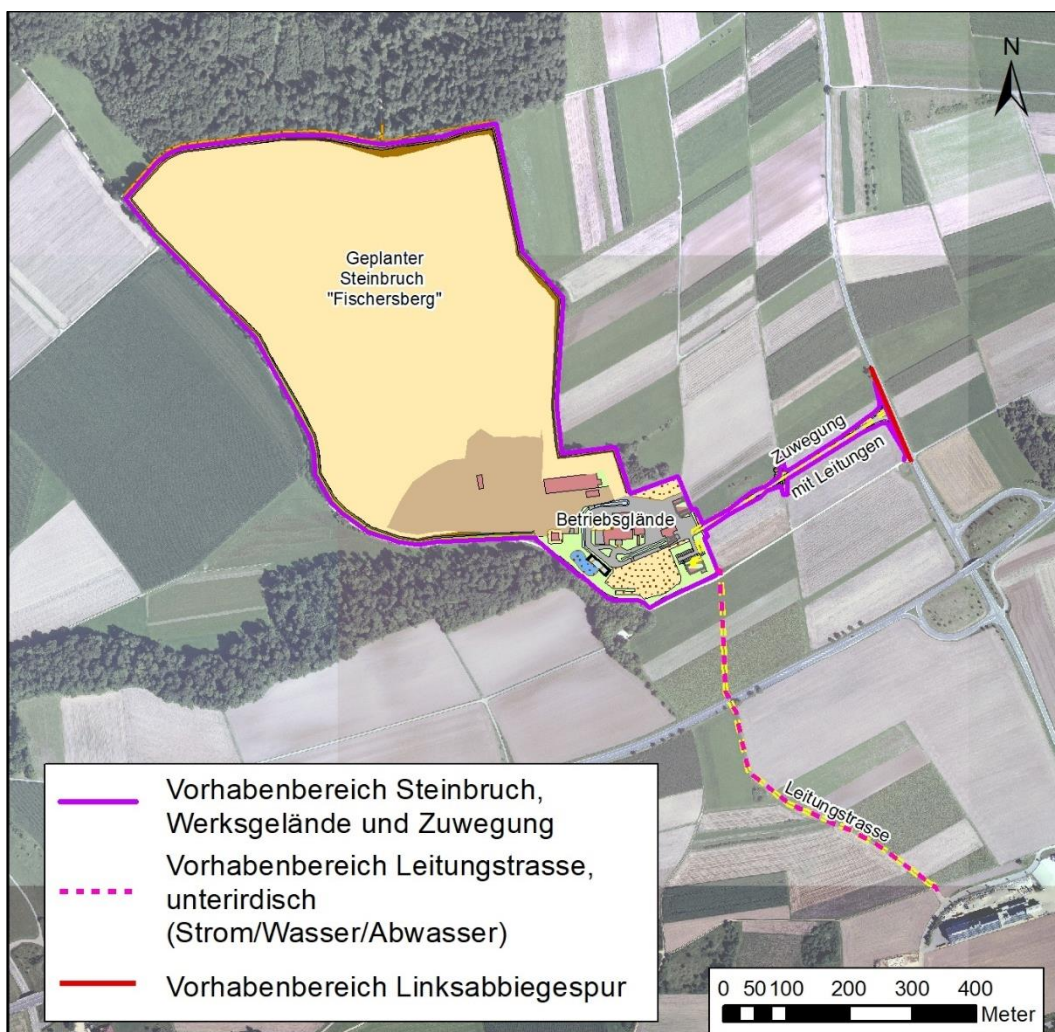 N
Geplanter
Steinbruch
"Fischersberg"
Zuwegung
mit Leitungen
Betriebsglände
Leitungstrasse
Vorhabenbereich Steinbruch,
Werksgelände und Zuwegung
Vorhabenbereich Leitungstrasse,
unterirdisch
(Strom/Wasser/Abwasser)
Vorhabenbereich Linksabbiegespur
0 50 100 200 300 400
Meter